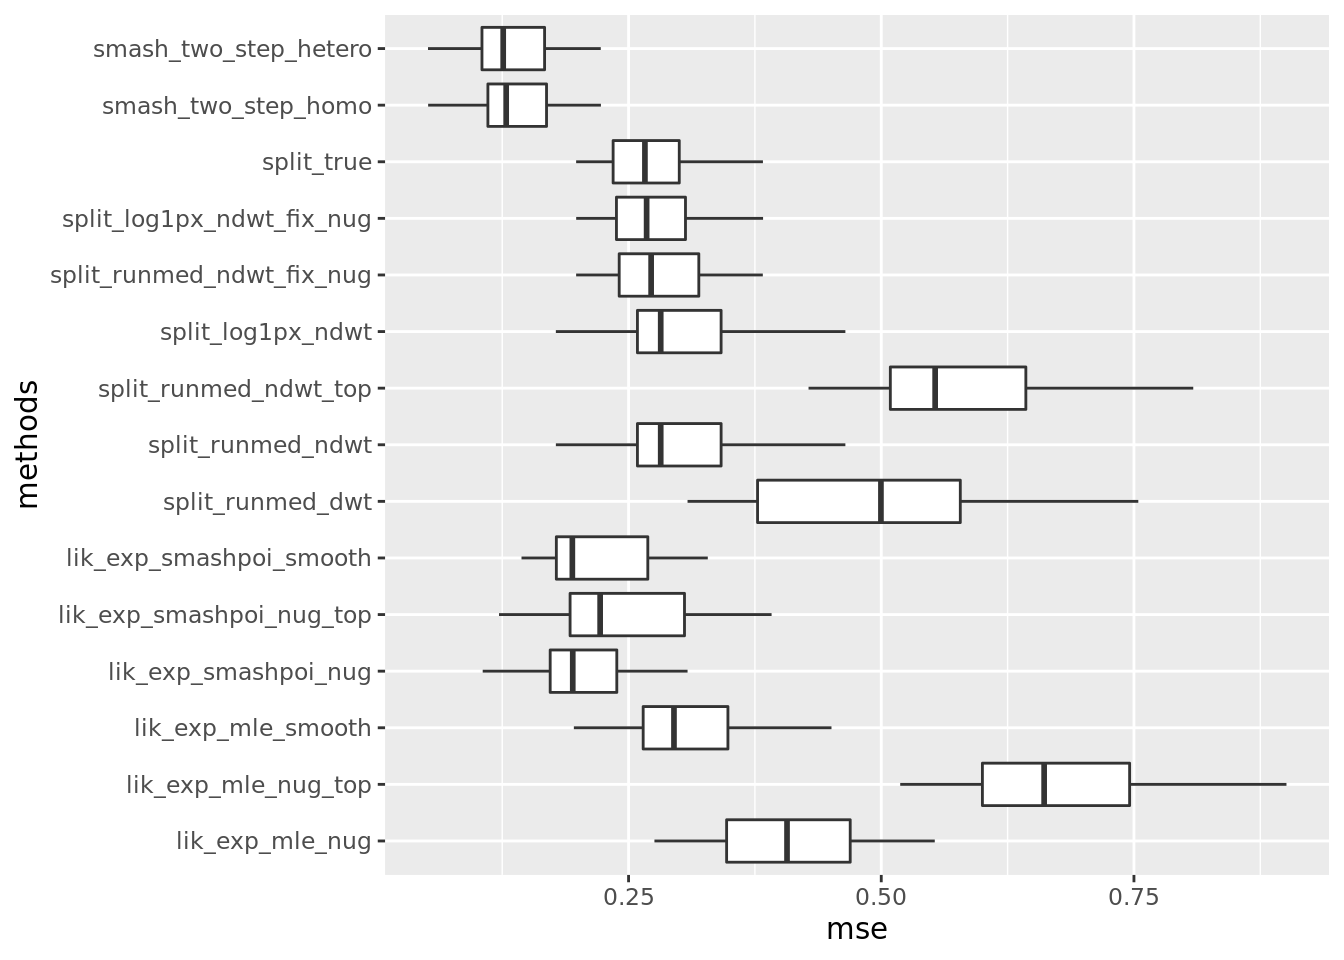 smash_two_step_hetero
smash_two_step_homo
split_true
split_log1px_ndwt_fix_nug
split_runmed_ndwt_fix_nug
split_log1px_ndwt
split_runmed_ndwt_top
split_runmed_ndwt
split_runmed_dwt
lik_exp_smashpoi_smooth
lik_exp_smashpoi_nug_top
lik_exp_smashpoi_nug
lik_exp_mle_smooth
lik_exp_mle_nug_top
lik_exp_mle_nug
methods
0.25 0.50 0.75
mse